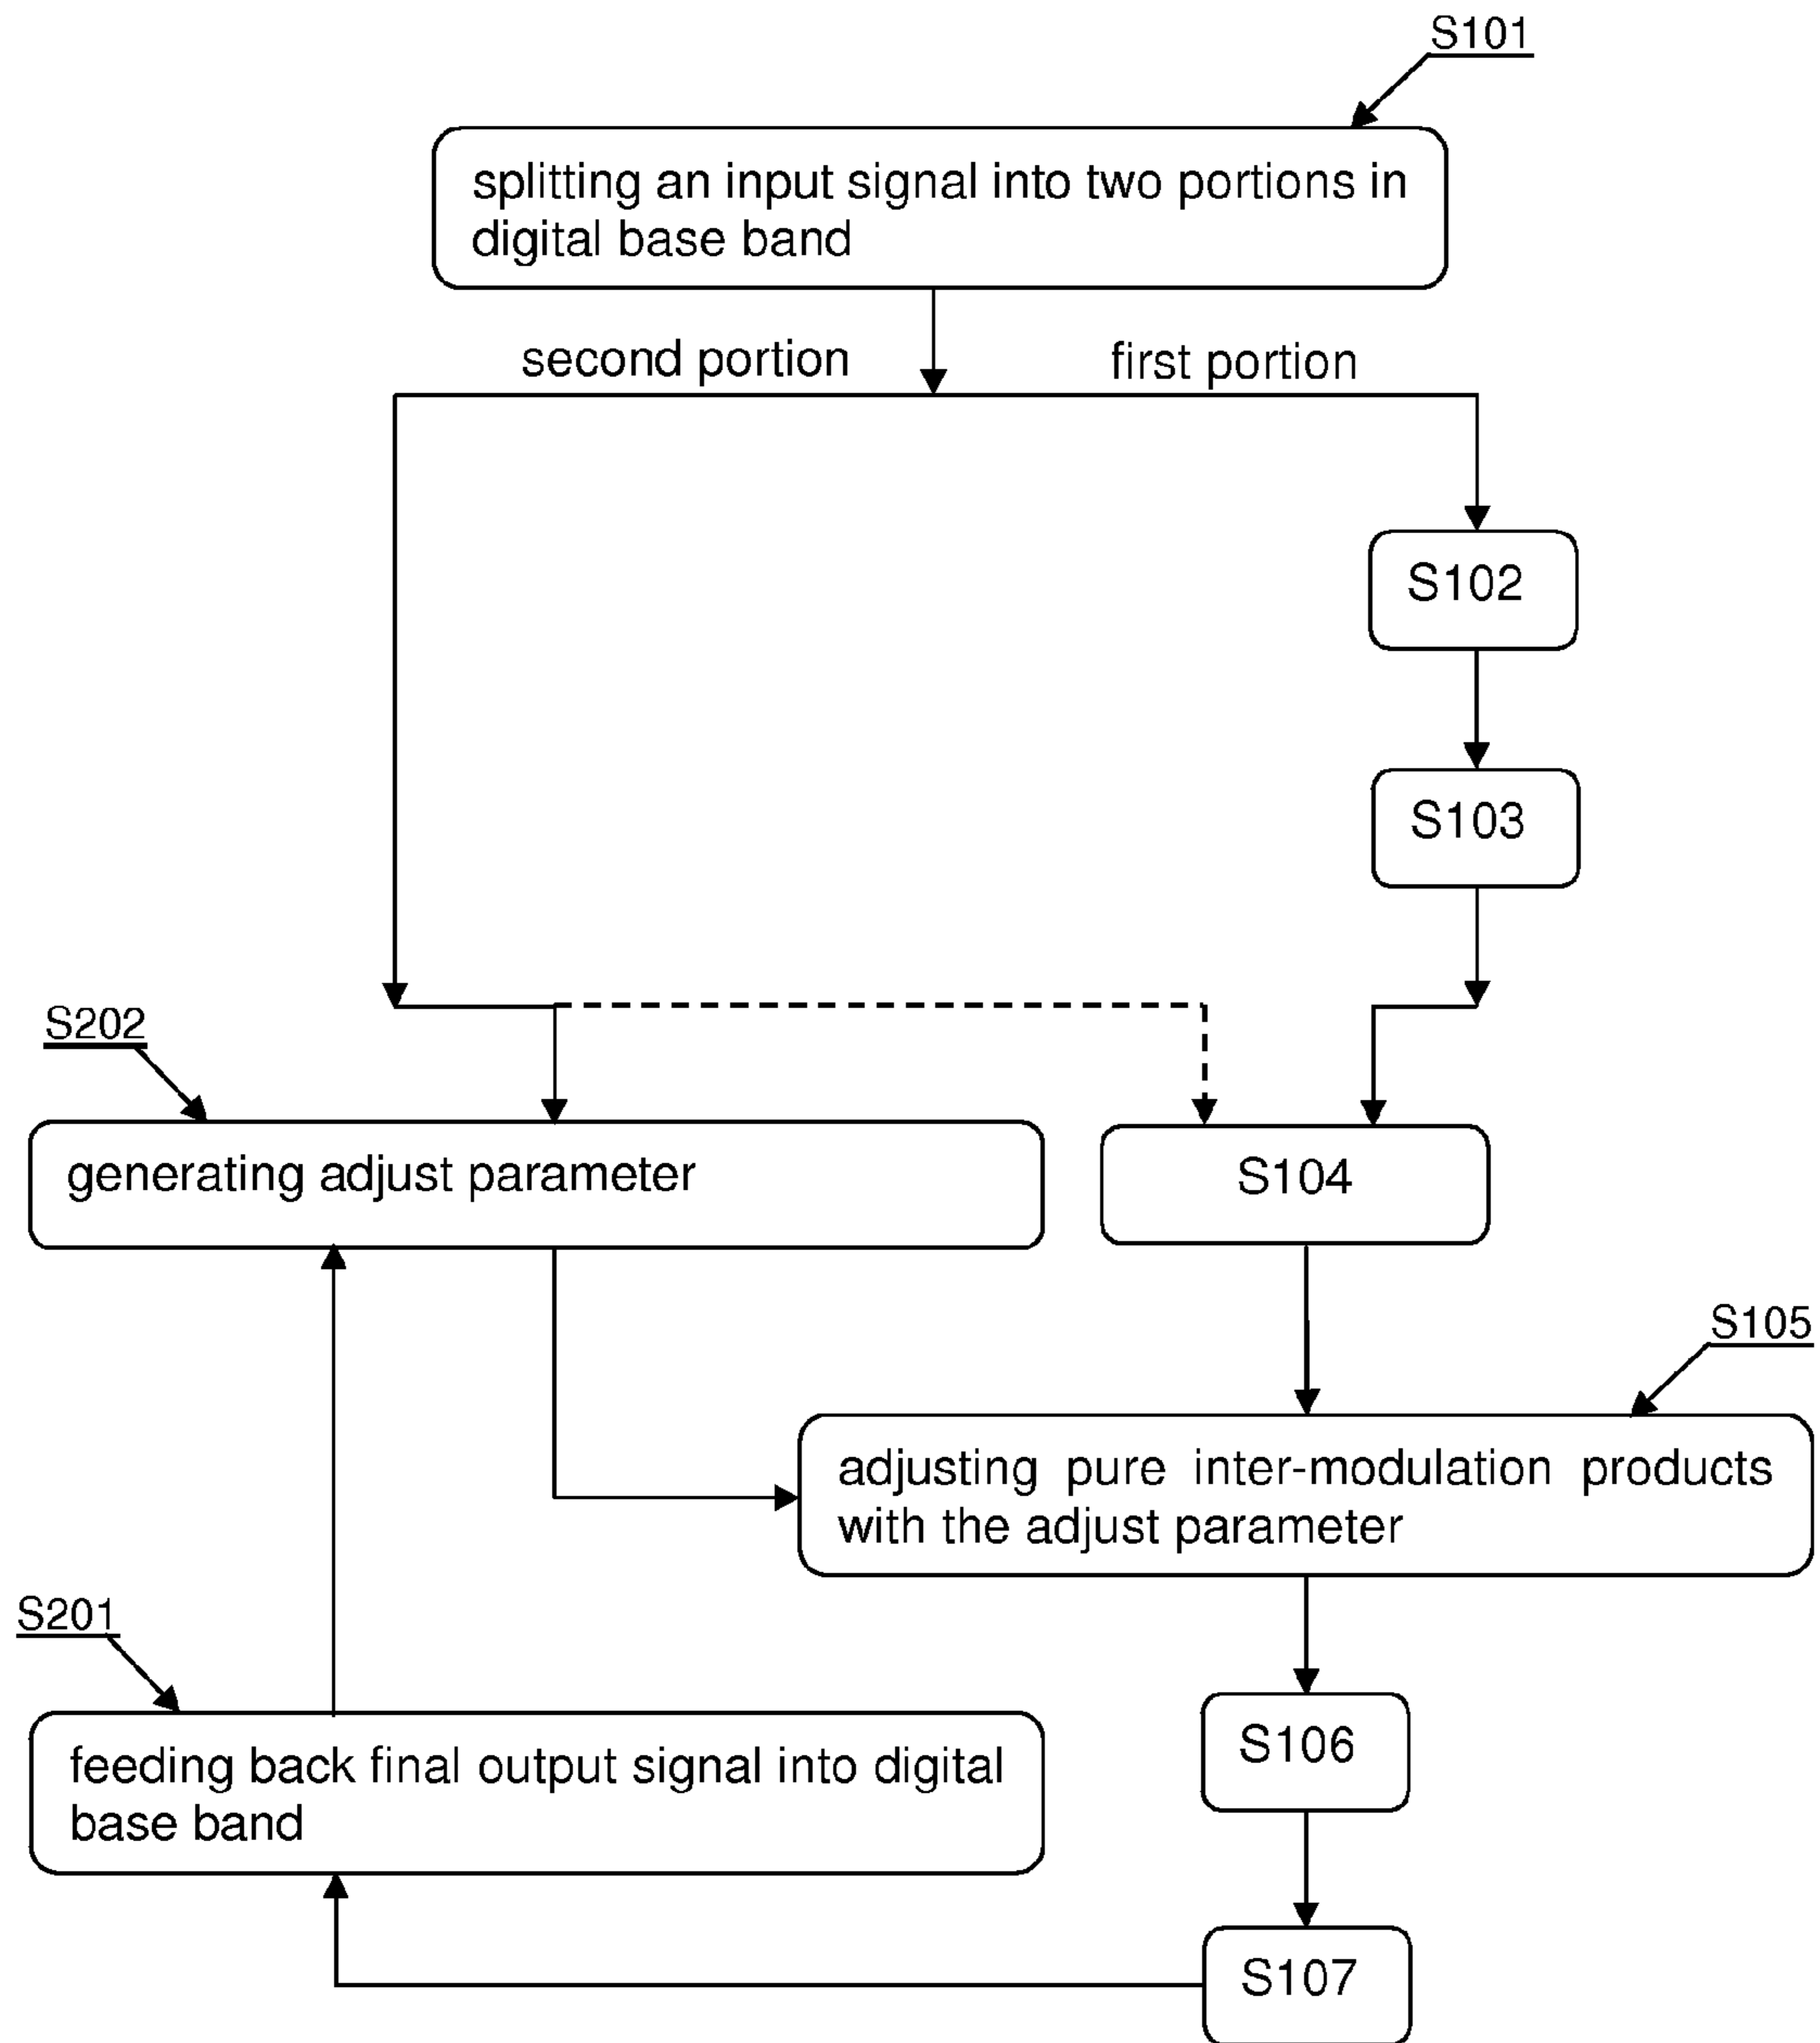 S101
splitting an input signal into two portions in
digital base band
second portion
first portion
S102
S103
S202
generating adjust parameter
S104
S105
adjusting pure inter-modulation products
with the adjust parameter
S201
feeding back final output signal into digital
base band
S106
S107